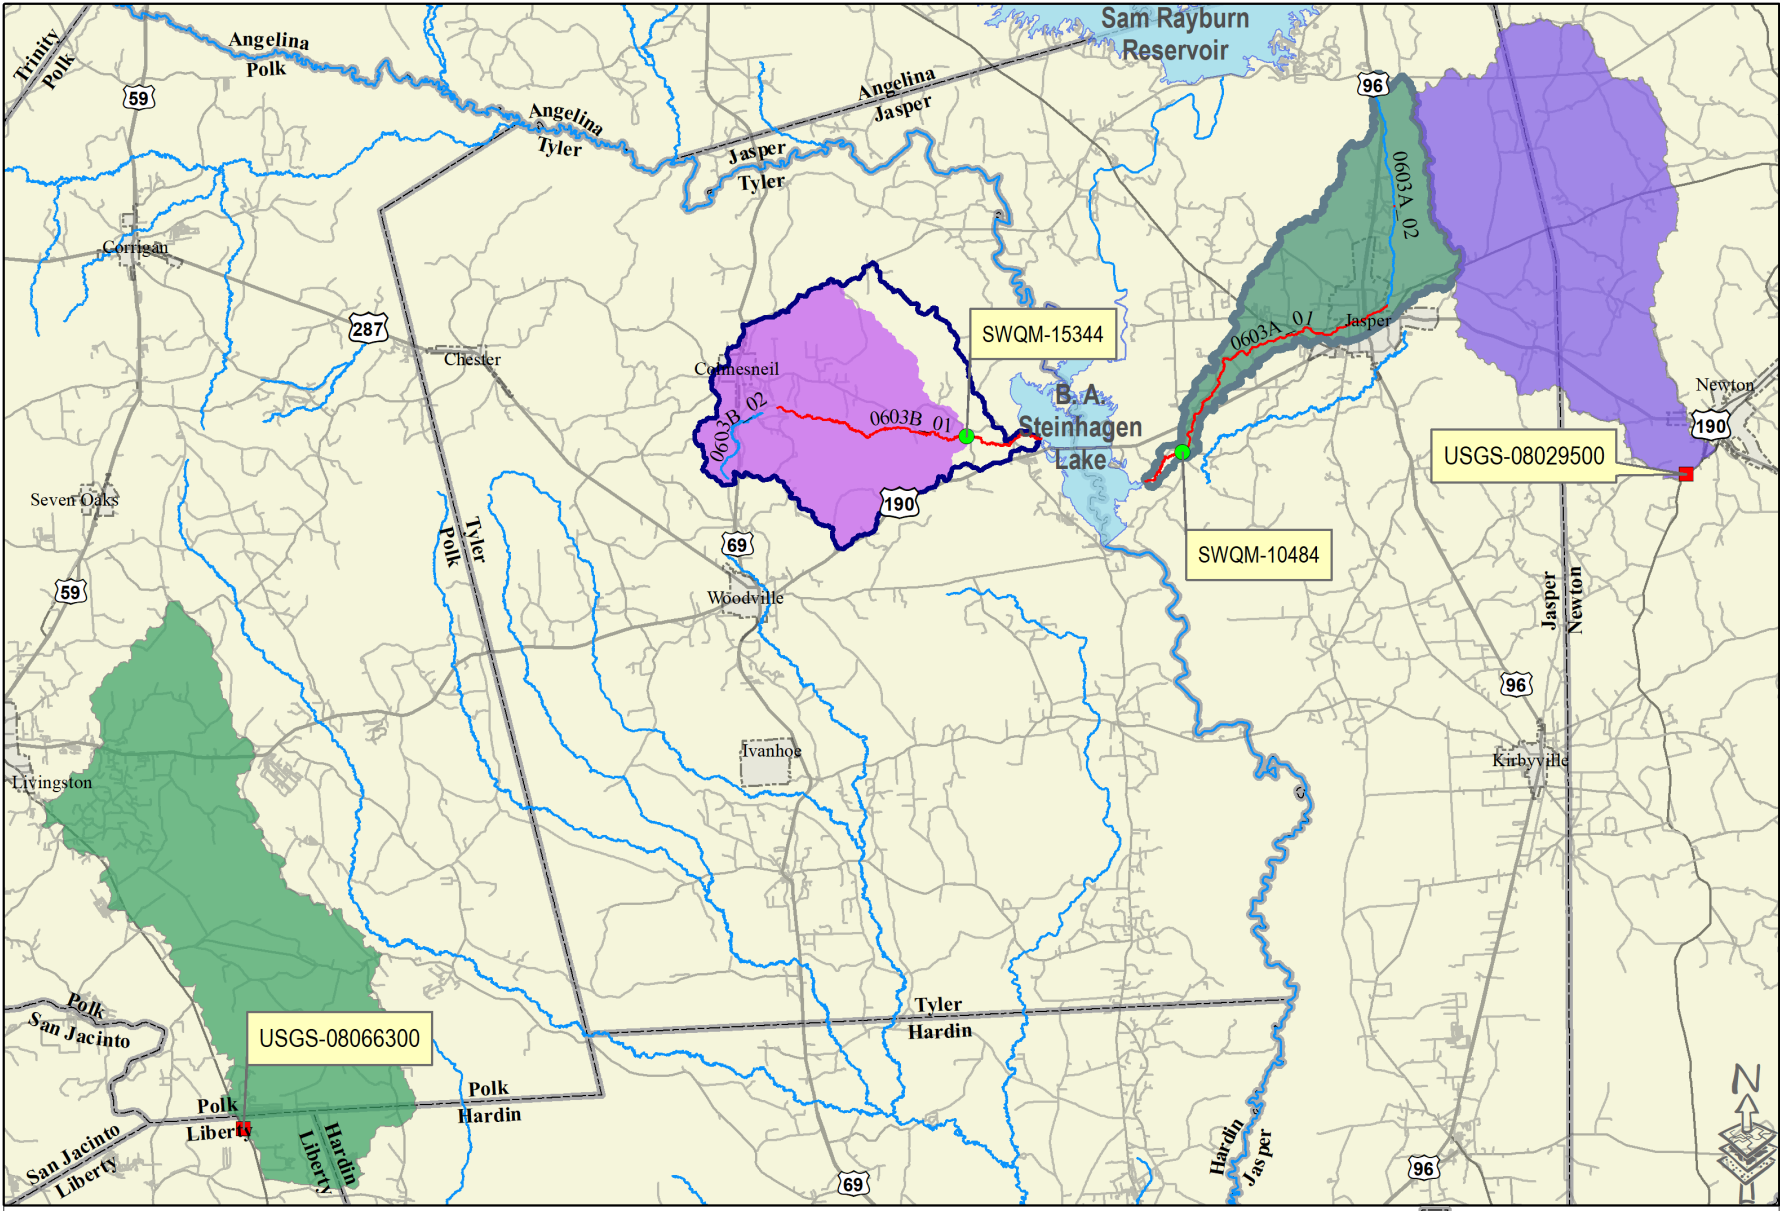 Sam Rayburn
Reservoir
Trinity
Polk
Angelina
Polk
59
Angelina
Tyler
Angelina
Jasper
Jasper
Tyler
96
0603A_02
Corrigan
287
Chester
SWQM-15344
0603A_01
Jasper
Colmesneil
0603B_02
0603B_01
B. A.
Steinhagen
Lake
Newton
190
USGS-08029500
Seven Oaks
190
69
Tyler
Polk
SWQM-10484
59
Woodville
Jasper
Newton
96
Livingston
Ivanhoe
Kirbyville
Polk
San Jacinto
USGS-08066300
Tyler
Hardin
Polk
Hardin
Polk
Liberty
San Jacinto
Liberty
Hardin
Liberty
69
Hardin
Jasper
96
N